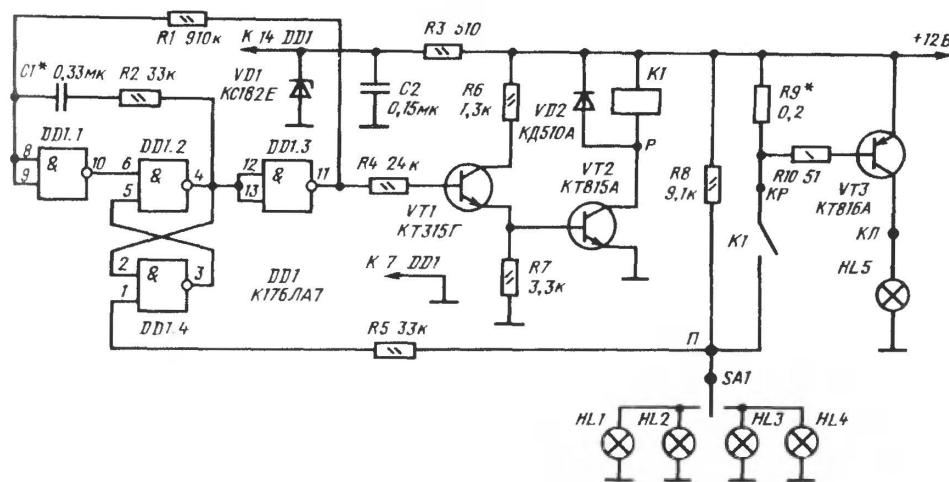 R1 910к
К 14 DD1
R3 510
+12В
C1* 0,33мк
R2 33к
VD1
КС182Е
C2
0,15мк
R6
1,3к
VD2
КД510А
K1
P
R8
9,1к
R9*
0,2
R10 51
КР
VT3
КТ816А
DD1.1
8
9
&
10
DD1.2
6
5
&
4
DD1.3
12
13
&
11
R4 24к
VT1
КТ315Г
VT2
КТ815А
K1
КЛ
HL5
2
1
&
3
DD1.4
DD1
К176ЛА7
К 7 DD1
R7
3,3к
R5 33к
П
SA1
HL1
HL2
HL3
HL4